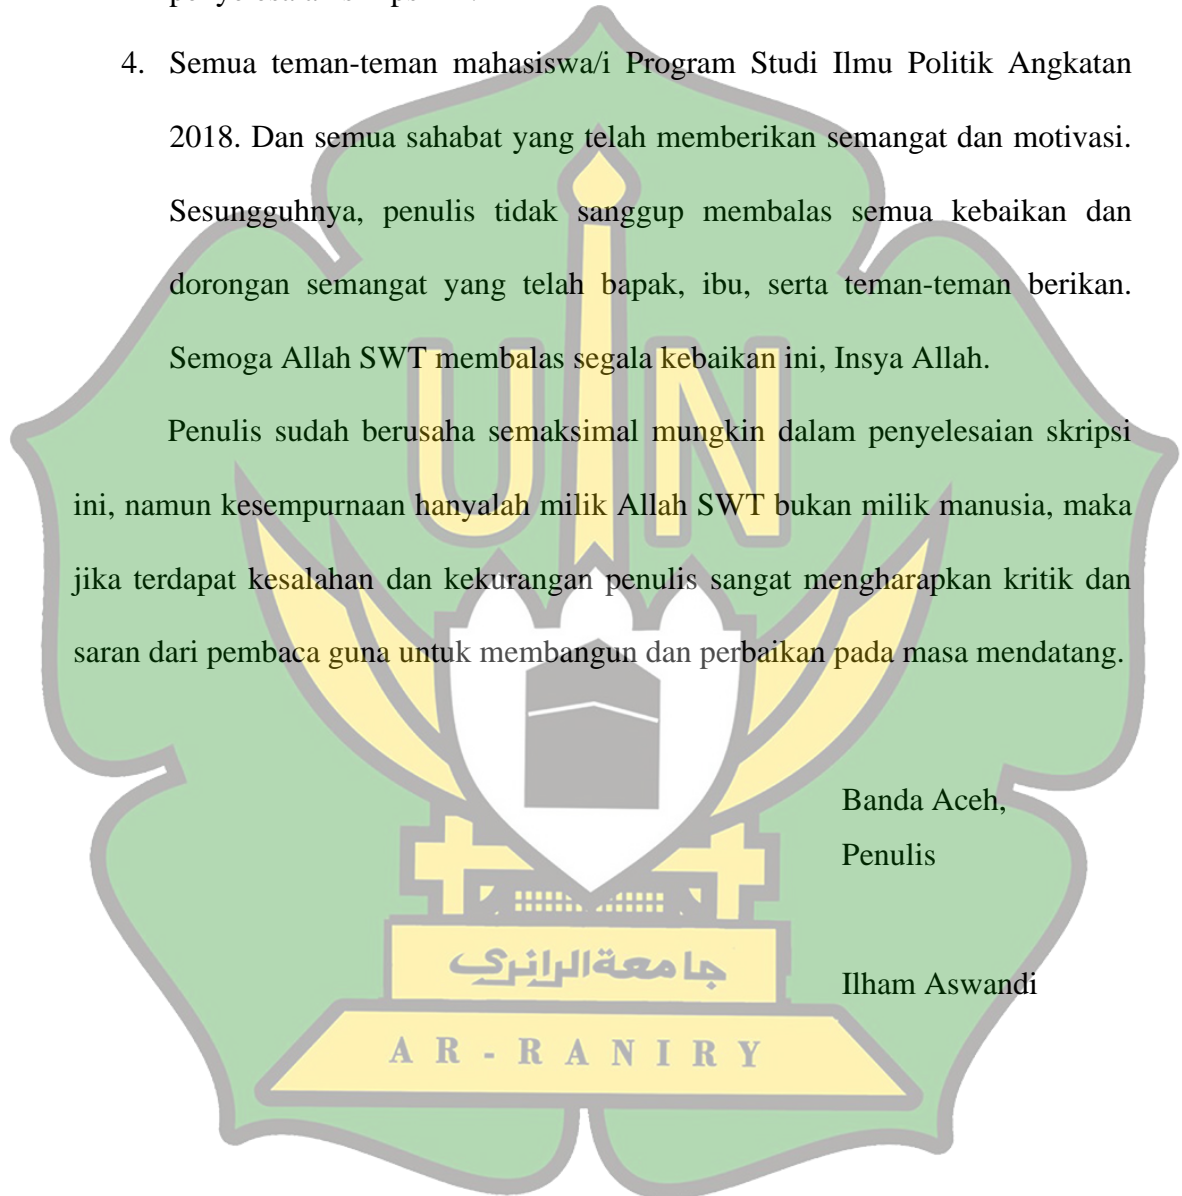 4. Semua teman-teman mahasiswa/i Program Studi Ilmu Politik Angkatan
2018. Dan semua sahabat yang telah memberikan semangat dan motivasi.
Sesungguhnya, penulis tidak sanggup membalas semua kebaikan dan
dorongan semangat yang telah bapak, ibu, serta teman-teman berikan.
Semoga Allah SWT membalas segala kebaikan ini, Insya Allah.
Penulis sudah berusaha semaksimal mungkin dalam penyelesaian skripsi
ini, namun kesempurnaan hanyalah milik Allah SWT bukan milik manusia, maka
jika terdapat kesalahan dan kekurangan penulis sangat mengharapkan kritik dan
saran dari pembaca guna untuk membangun dan perbaikan pada masa mendatang.
Banda Aceh,
Penulis
Ilham Aswandi
UIN
جامعةالرانري
AR-RANIRY